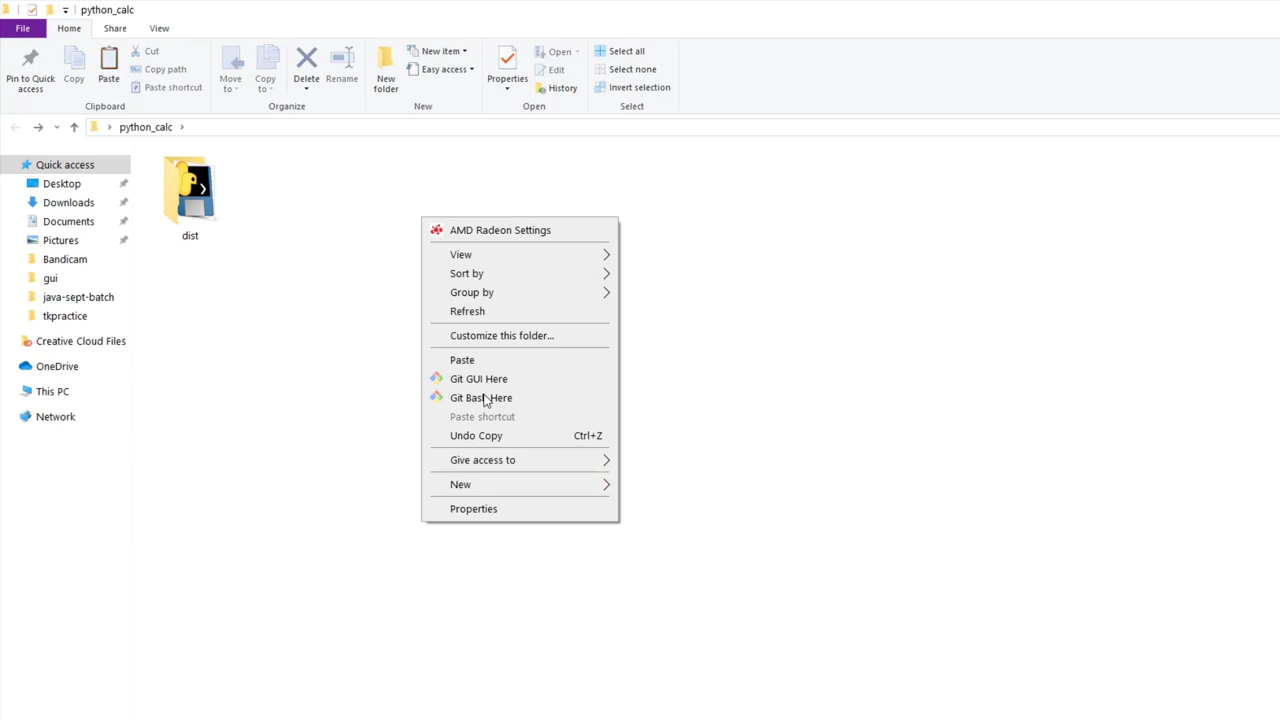 python_calc
File
Home
Share
View
Pin to Quick access
Copy
Paste
Cut
Copy path
Paste shortcut
Clipboard
Move to
Copy to
Delete
Rename
Organize
New folder
New item
Easy access
New
Properties
Open
Edit
History
Open
Select all
Select none
Invert selection
Select
python_calc
Quick access
Desktop
Downloads
Documents
Pictures
Bandicam
gui
java-sept-batch
tkpractice
Creative Cloud Files
OneDrive
This PC
Network
dist
AMD Radeon Settings
View
Sort by
Group by
Refresh
Customize this folder...
Paste
Git GUI Here
Git Bash Here
Paste shortcut
Undo Copy Ctrl+Z
Give access to
New
Properties